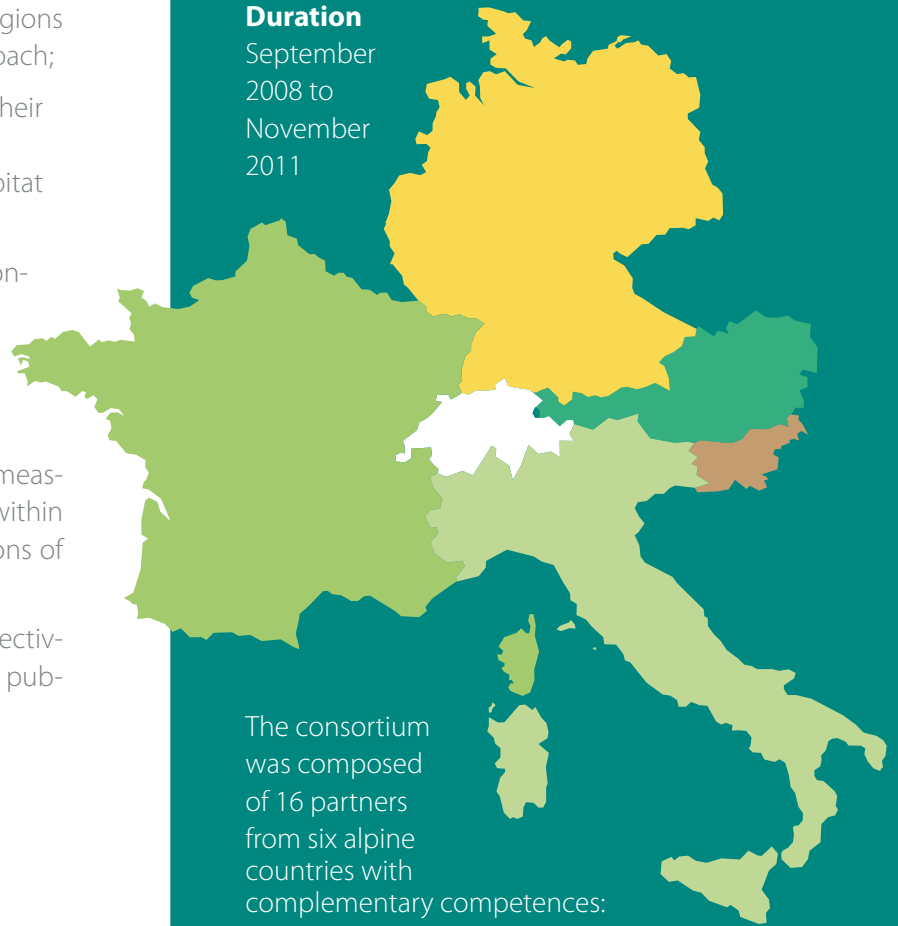 gions
oach;
heir
bitat
on-
meas-
within
ons of
ectiv-
pub-
Duration
September
2008 to
November
2011
The consortium
was composed
of 16 partners
from six alpine
countries with
complementary competences: